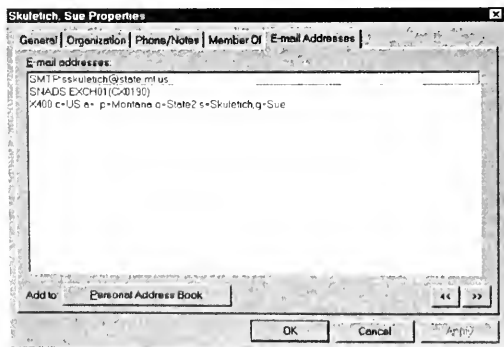 Skuletich, Sue Properties
General | Organization | Phone/Notes | Member Of | E-mail Addresses
E-mail addresses:
SMTP:sskuletich@state.mt.us
SNADS:EXCH01(CX0190)
X400:c=US a= p=Montana o=State2 s=Skuletich,g=Sue
Add to: Personal Address Book << >>
OK Cancel Apply